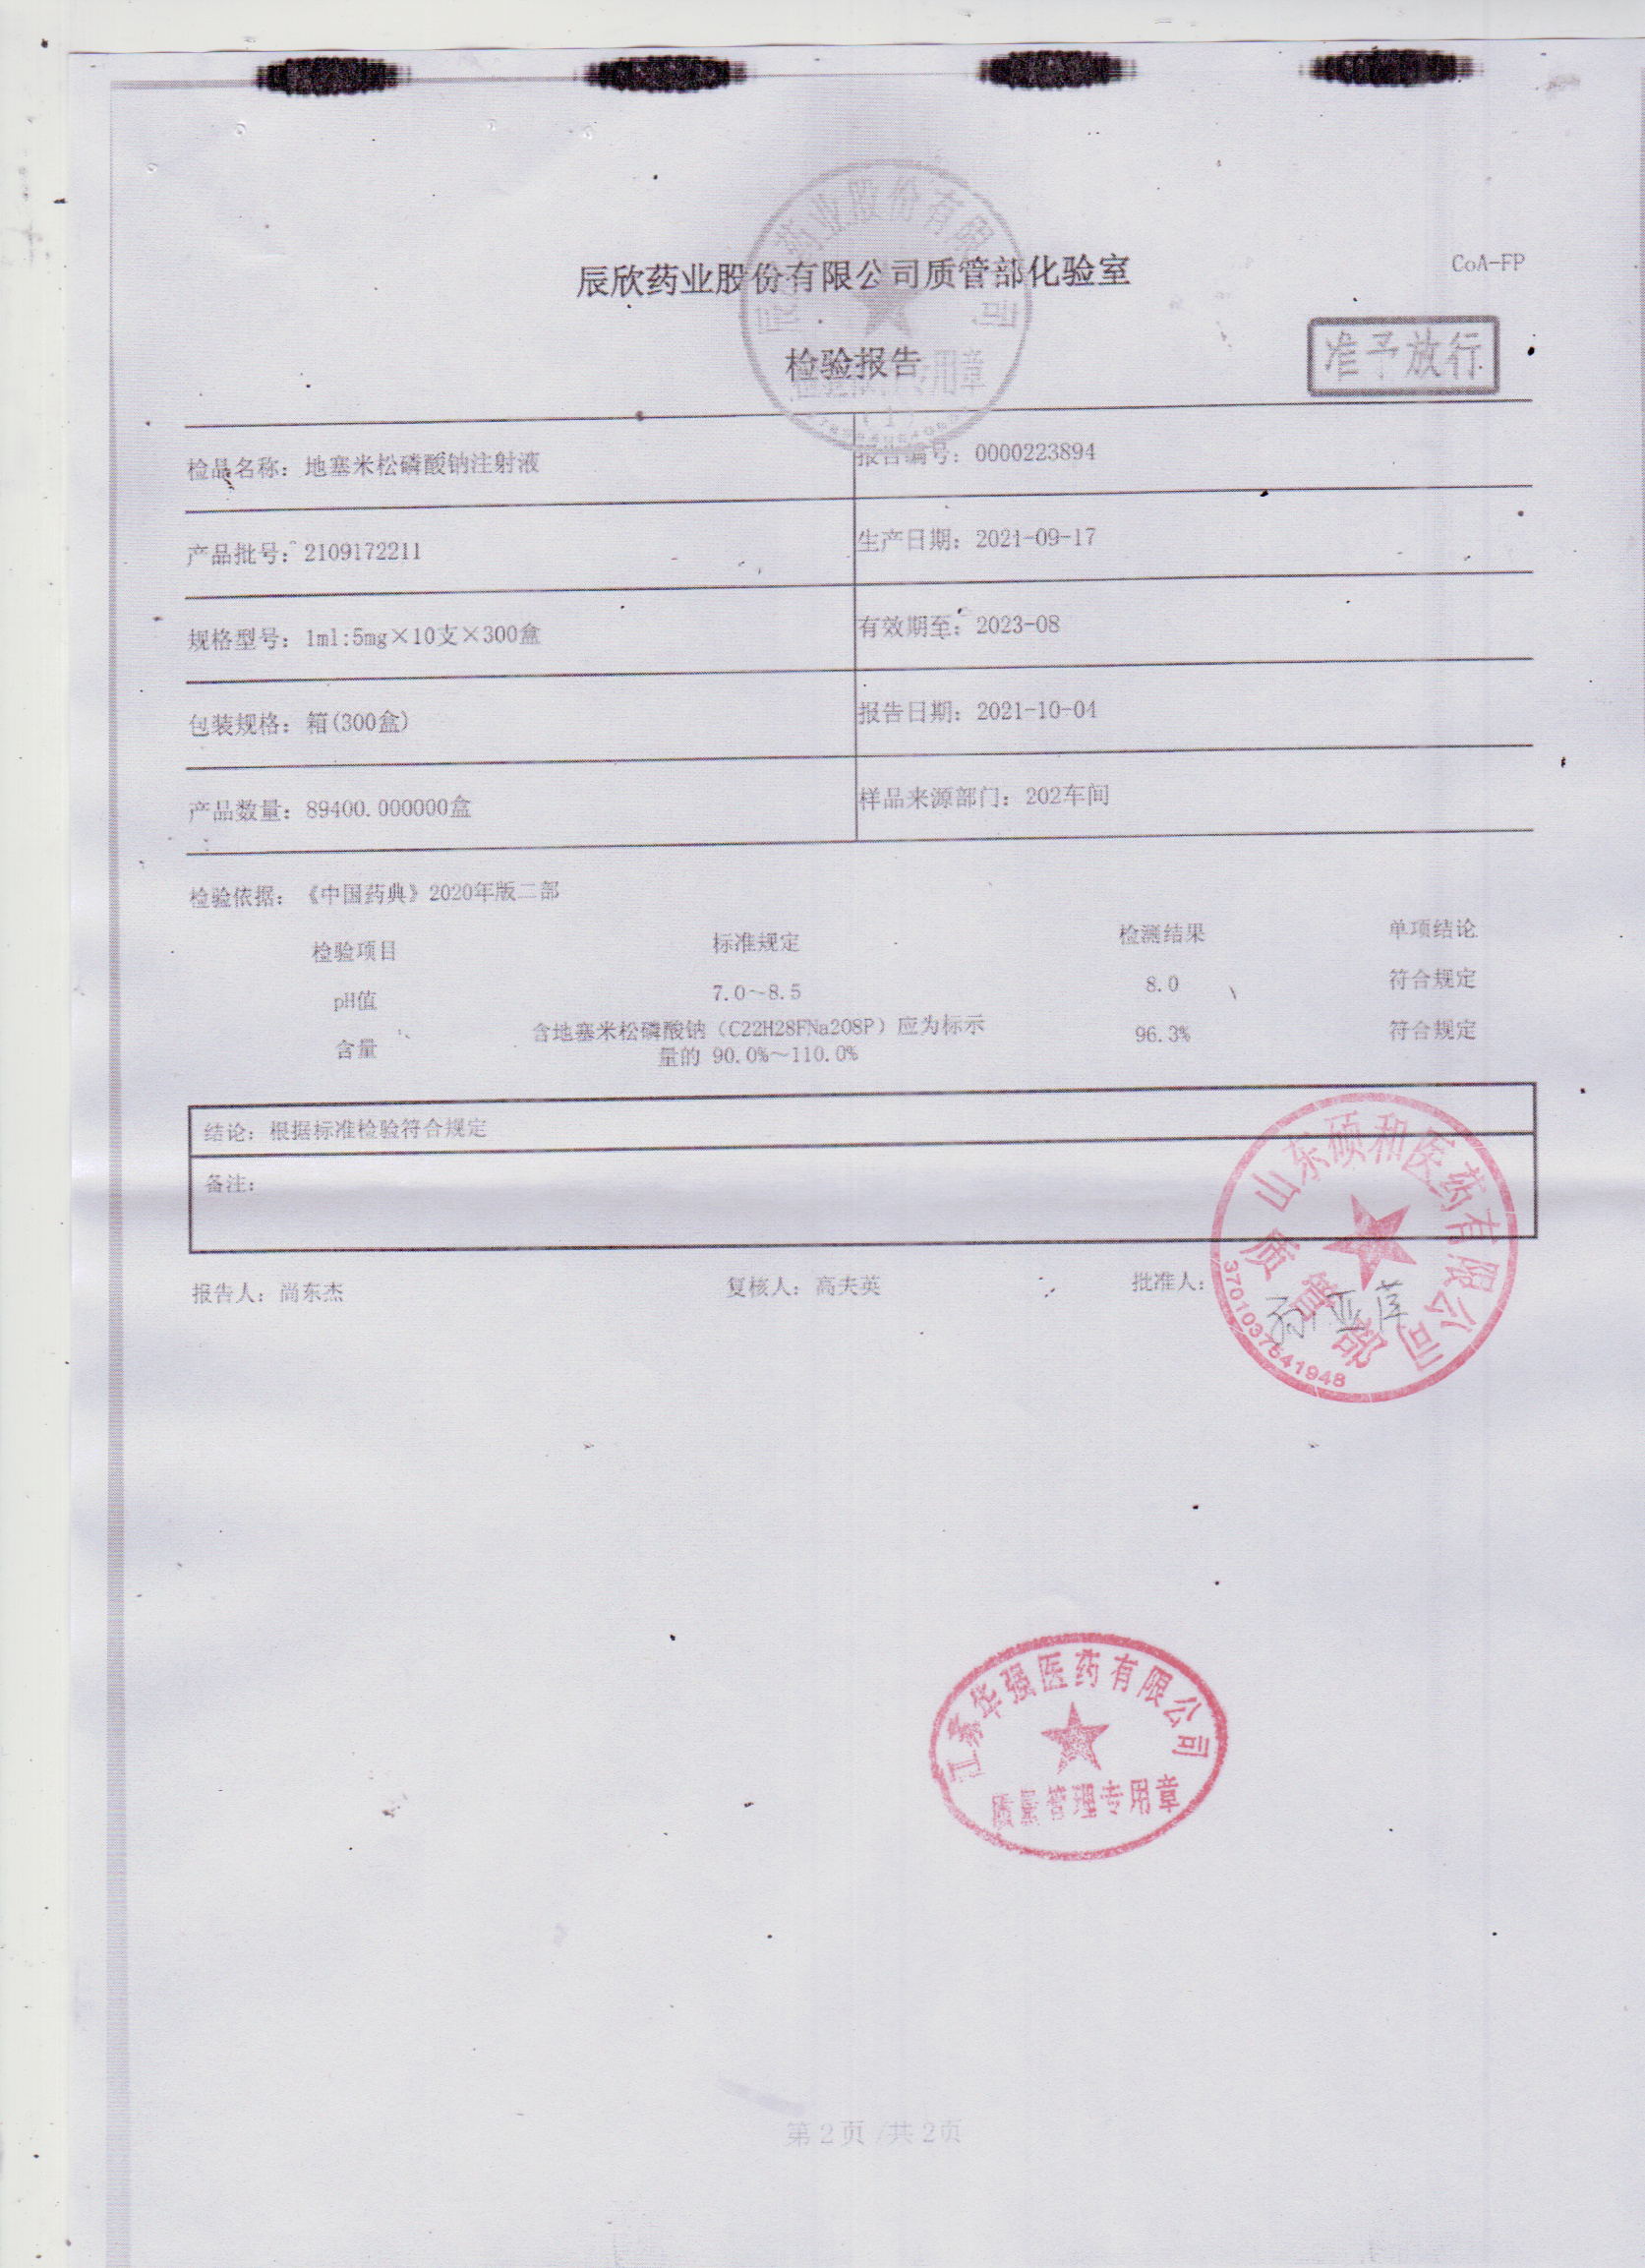 辰欣药业股份有限公司质管部化验室
CoA-FP
检验报告
准予放行
检品名称：地塞米松磷酸钠注射液
报告编号：0000223894
产品批号：2109172211
生产日期：2021-09-17
规格型号：1ml:5mg×10支×300盒
有效期至：2023-08
包装规格：箱(300盒)
报告日期：2021-10-04
产品数量：89400.000000盒
样品来源部门：202车间
检验依据：《中国药典》2020年版二部
检验项目 标准规定 检测结果 单项结论
pH值 7.0～8.5 8.0 符合规定
含量 含地塞米松磷酸钠（C22H28FNa2O8P）应为标示 96.3% 符合规定
量的 90.0%～110.0%
结论：根据标准检验符合规定
备注：
报告人：尚东杰 复核人：高夫英 批准人：
山东硕和医药有限公司
质管部
3701037541948
江苏华强医药有限公司
质量管理专用章
第 2 页 /共 2页